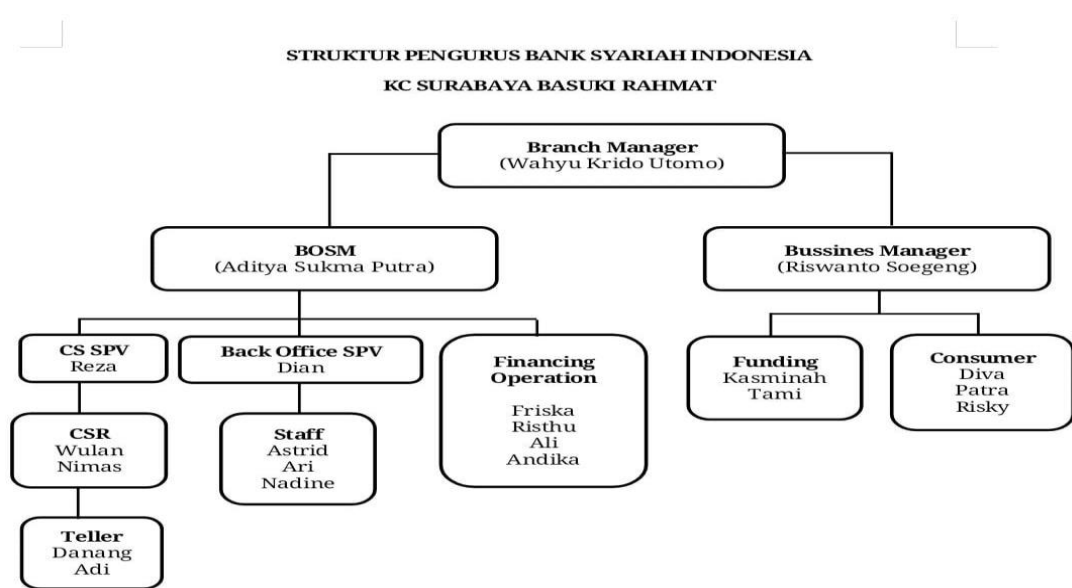 STRUKTUR PENGURUS BANK SYARIAH INDONESIA
KC SURABAYA BASUKI RAHMAT
Branch Manager
(Wahyu Krido Utomo)
BOSM
(Aditya Sukma Putra)
Bussines Manager
(Riswanto Soegeng)
CS SPV
Reza
Back Office SPV
Dian
Financing
Operation
Friska
Risthu
Ali
Andika
Funding
Kasminah
Tami
Consumer
Diva
Patra
Risky
CSR
Wulan
Nimas
Staff
Astrid
Ari
Nadine
Teller
Danang
Adi